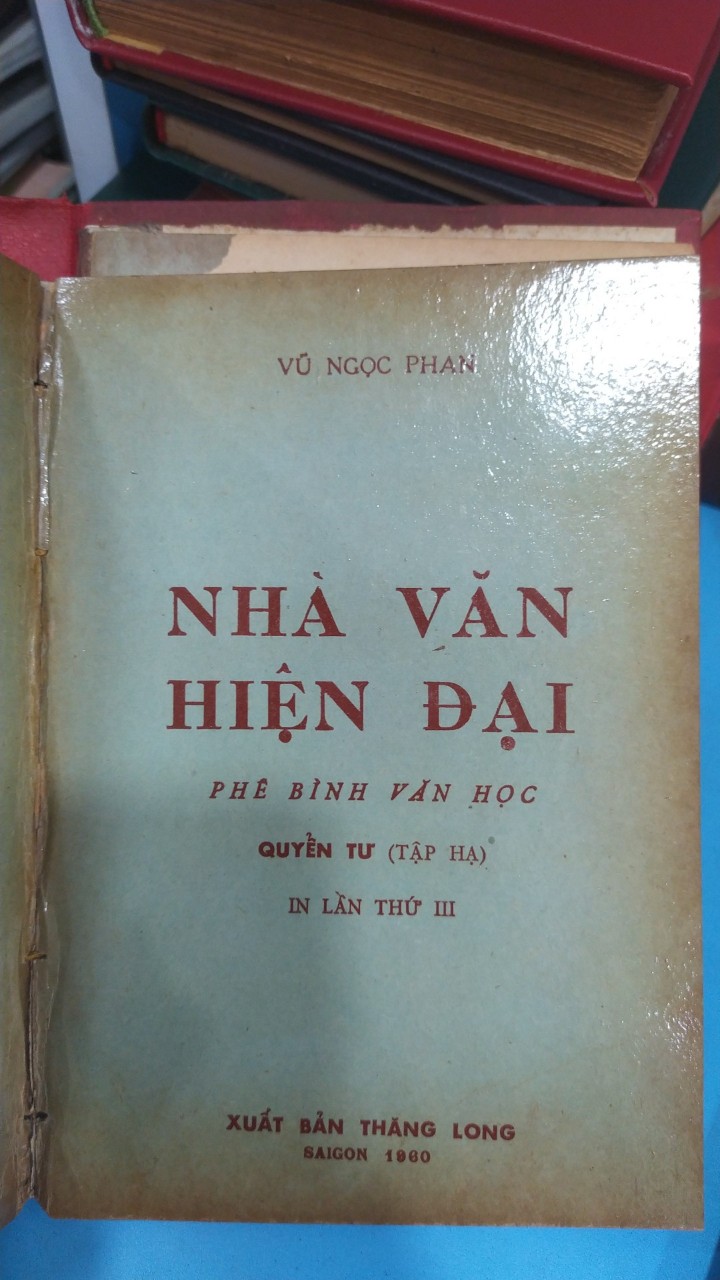 VŨ NGỌC PHAN
NHÀ VĂN
HIỆN ĐẠI
PHÊ BÌNH VĂN HỌC
QUYỂN TƯ (TẬP HẠ)
IN LẦN THỨ III
XUẤT BẢN THĂNG LONG
SAIGON 1960